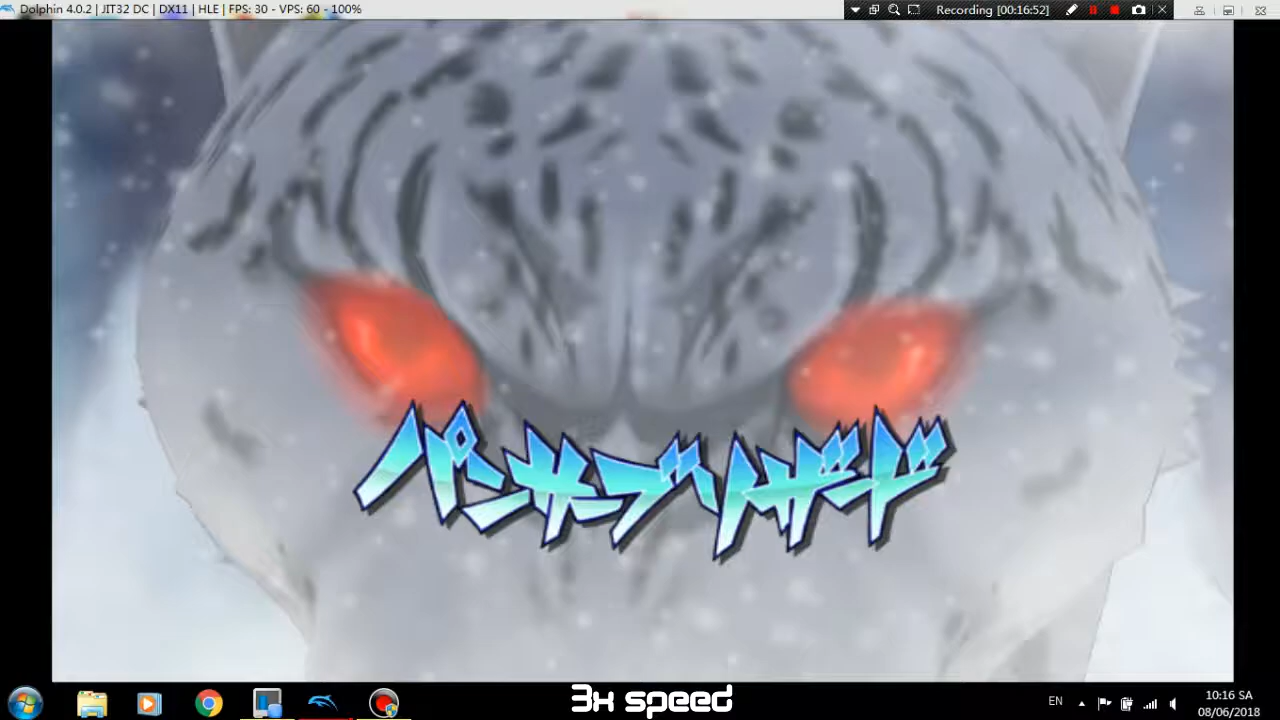 Dolphin 4.0.2 | JIT32 DC | DX11 | HLE | FPS: 30 - VPS: 60 - 100%
Recording [00:16:52]
パンサブリザード
3x speed
EN
10:16 SA
08/06/2018